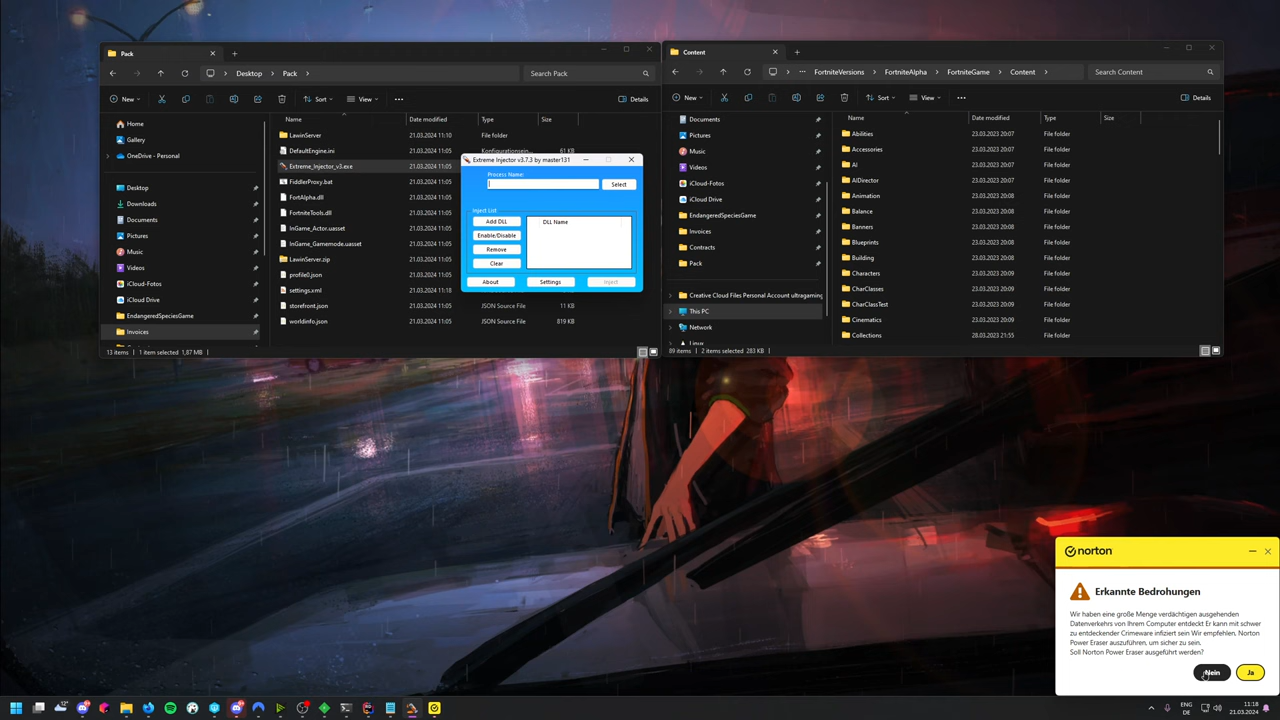 Pack
Desktop
Pack
Search Pack
New
Sort
View
Details
Home
Gallery
OneDrive - Personal
Desktop
Downloads
Documents
Pictures
Music
Videos
iCloud-Fotos
iCloud Drive
EndangeredSpeciesGame
Invoices
Name Date modified Type Size
LawinServer 21.03.2024 11:10 File folder
DefaultEngine.ini 21.03.2024 11:05 Konfigurationsein... 61 KB
Extreme_Injector_v3.exe 21.03.2024 11:05
FiddlerProxy.bat 21.03.2024 11:05
FortAlpha.dll 21.03.2024 11:05
FortniteTools.dll 21.03.2024 11:05
InGame_Actor.uasset 21.03.2024 11:05
InGame_Gamemode.uasset 21.03.2024 11:05
LawinServer.zip 21.03.2024 11:05
profile0.json 21.03.2024 11:05
settings.xml 21.03.2024 11:18
storefront.json 21.03.2024 11:05 JSON Source File 11 KB
worldinfo.json 21.03.2024 11:05 JSON Source File 819 KB
13 items 1 item selected 1,87 MB
Extreme Injector v3.7.3 by master131
Process Name:
Select
Inject List:
Add DLL
Enable/Disable
Remove
Clear
DLL Name
About
Settings
Inject
Content
FortniteVersions
FortniteAlpha
FortniteGame
Content
Search Content
New
Sort
View
Details
Documents
Pictures
Music
Videos
iCloud-Fotos
iCloud Drive
EndangeredSpeciesGame
Invoices
Contracts
Pack
Creative Cloud Files Personal Account ultragaming
This PC
Network
Linux
Name Date modified Type Size
Abilities 23.03.2023 20:07 File folder
Accessories 23.03.2023 20:07 File folder
AI 23.03.2023 20:07 File folder
AIDirector 23.03.2023 20:07 File folder
Animation 23.03.2023 20:07 File folder
Balance 23.03.2023 20:07 File folder
Banners 23.03.2023 20:07 File folder
Blueprints 23.03.2023 20:08 File folder
Building 23.03.2023 20:07 File folder
Characters 23.03.2023 20:09 File folder
CharClasses 23.03.2023 20:09 File folder
CharClassTest 23.03.2023 20:09 File folder
Cinematics 23.03.2023 20:09 File folder
Collections 28.03.2023 21:55 File folder
89 items 2 items selected 283 KB
norton
Erkannte Bedrohungen
Wir haben eine große Menge verdächtigen ausgehenden
Datenverkehrs von Ihrem Computer entdeckt Er kann mit schwer
zu entdeckender Crimeware infiziert sein Wir empfehlen, Norton
Power Eraser auszuführen, um sicher zu sein.
Soll Norton Power Eraser ausgeführt werden?
Nein
Ja
12°
ENG
DE
11:18
21.03.2024